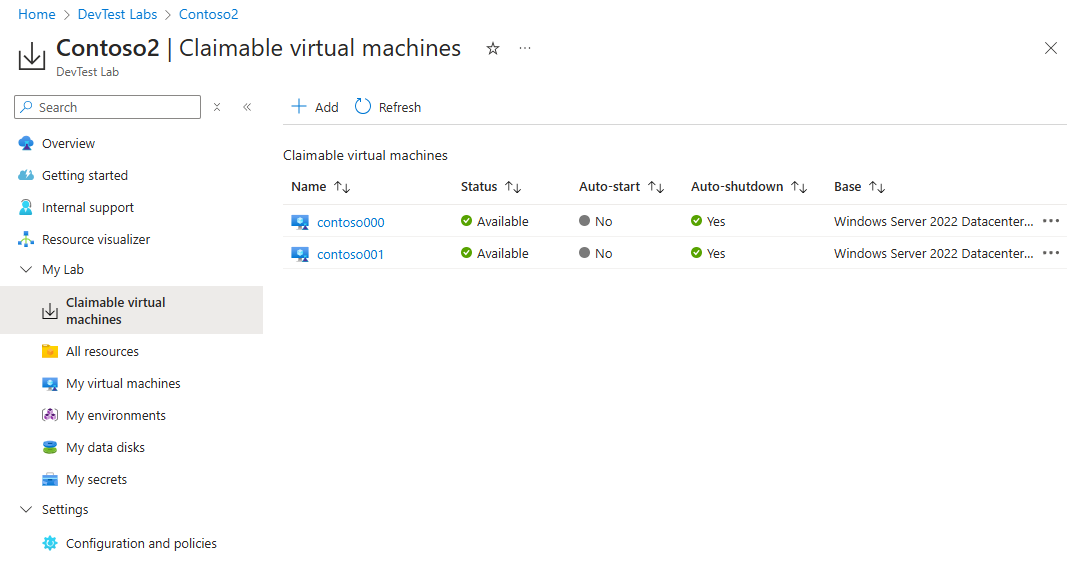 Home > DevTest Labs > Contoso2
Contoso2 | Claimable virtual machines
DevTest Lab
Search
Add Refresh
Overview
Getting started
Internal support
Resource visualizer
My Lab
Claimable virtual
machines
All resources
My virtual machines
My environments
My data disks
My secrets
Settings
Configuration and policies
Claimable virtual machines
Name Status Auto-start Auto-shutdown Base
contoso000 Available No Yes Windows Server 2022 Datacenter...
contoso001 Available No Yes Windows Server 2022 Datacenter...